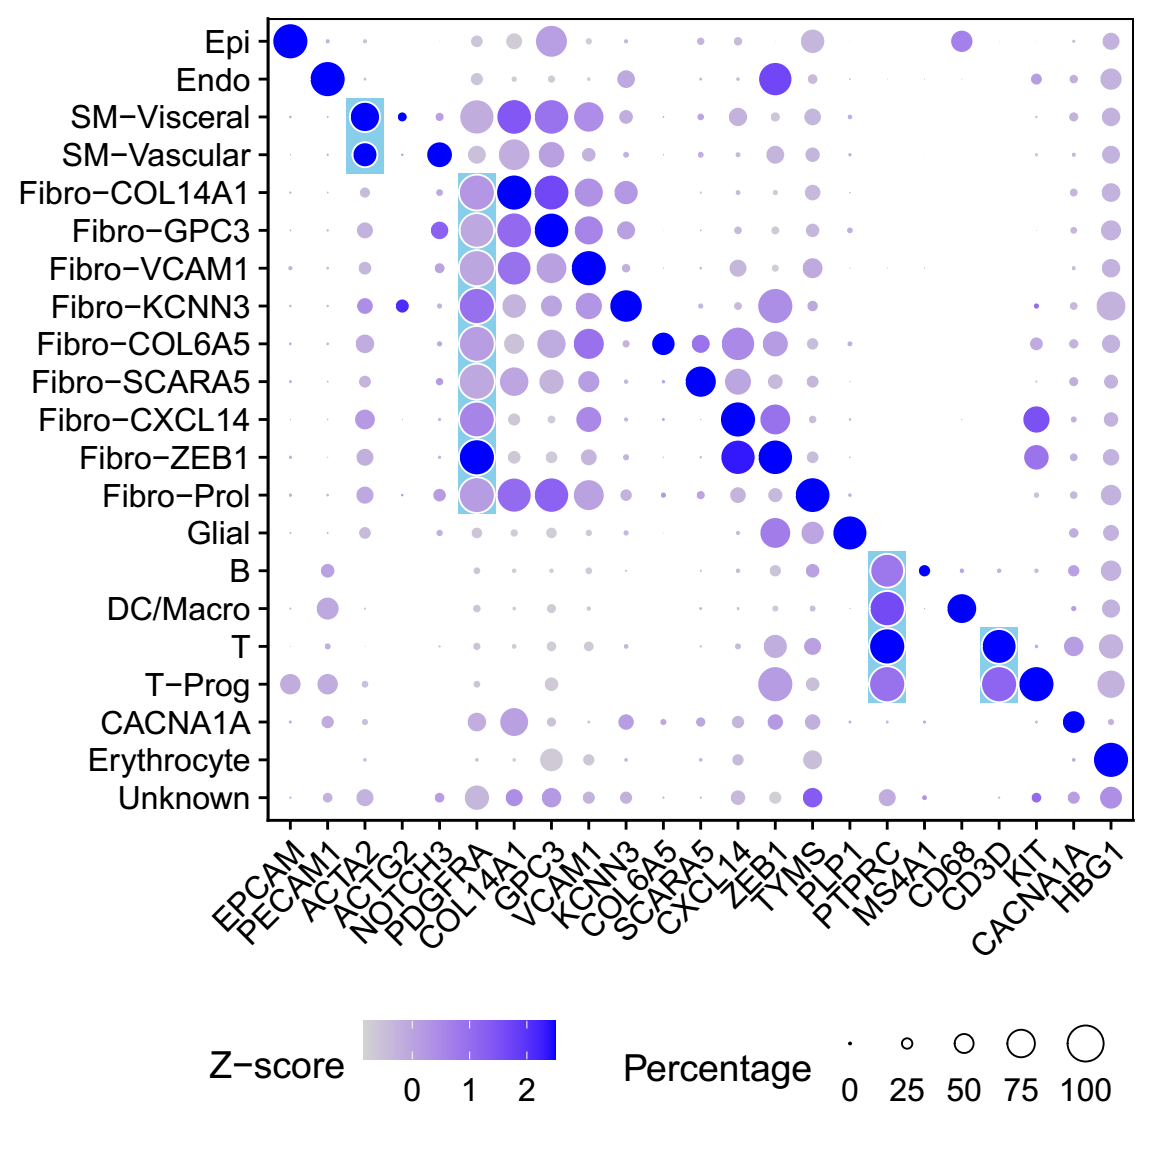 Epi
Endo
SM−Visceral
SM−Vascular
Fibro−COL14A1
Fibro−GPC3
Fibro−VCAM1
Fibro−KCNN3
Fibro−COL6A5
Fibro−SCARA5
Fibro−CXCL14
Fibro−ZEB1
Fibro−Prol
Glial
B
DC/Macro
T
T−Prog
CACNA1A
Erythrocyte
Unknown
EPCAM
PECAM1
ACTA2
ACTG2
NOTCH3
PDGFRA
COL14A1
GPC3
VCAM1
KCNN3
COL6A5
SCARA5
CXCL14
ZEB1
TYMS
PLP1
PTPRC
MS4A1
CD68
CD3D
KIT
CACNA1A
HBG1
Z−score
0 1 2
Percentage
0 25 50 75 100